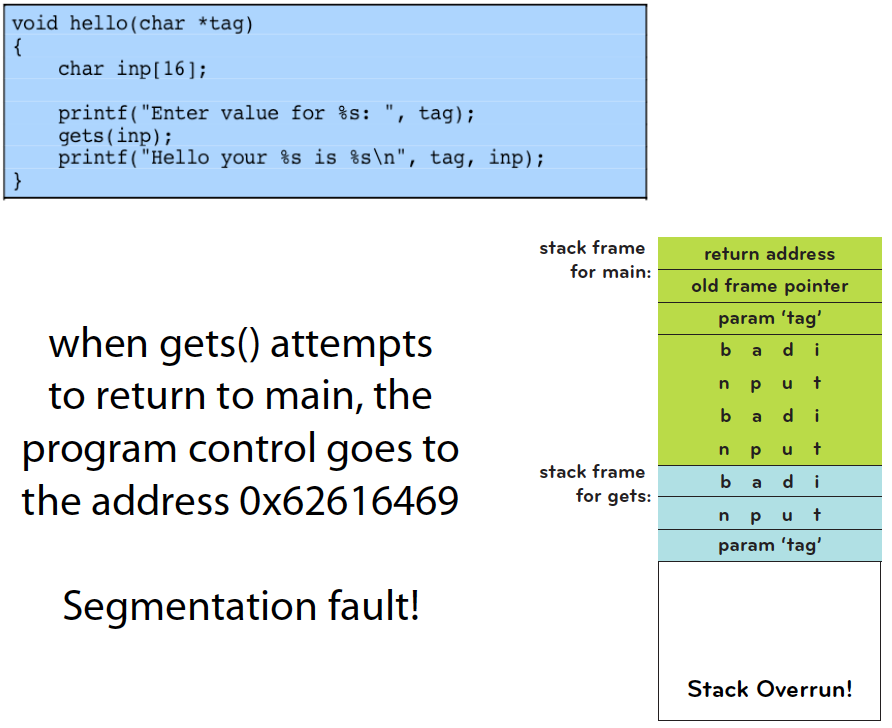 void hello(char *tag)
{
    char inp[16];
    printf("Enter value for %s: ", tag);
    gets(inp);
    printf("Hello your %s is %s\n", tag, inp);
}
when gets() attempts
to return to main, the
program control goes to
the address 0x62616469
Segmentation fault!
stack frame
for main:
return address
old frame pointer
param ‘tag’
b a d i
n p u t
b a d i
n p u t
stack frame
for gets:
b a d i
n p u t
param ‘tag’
Stack Overrun!